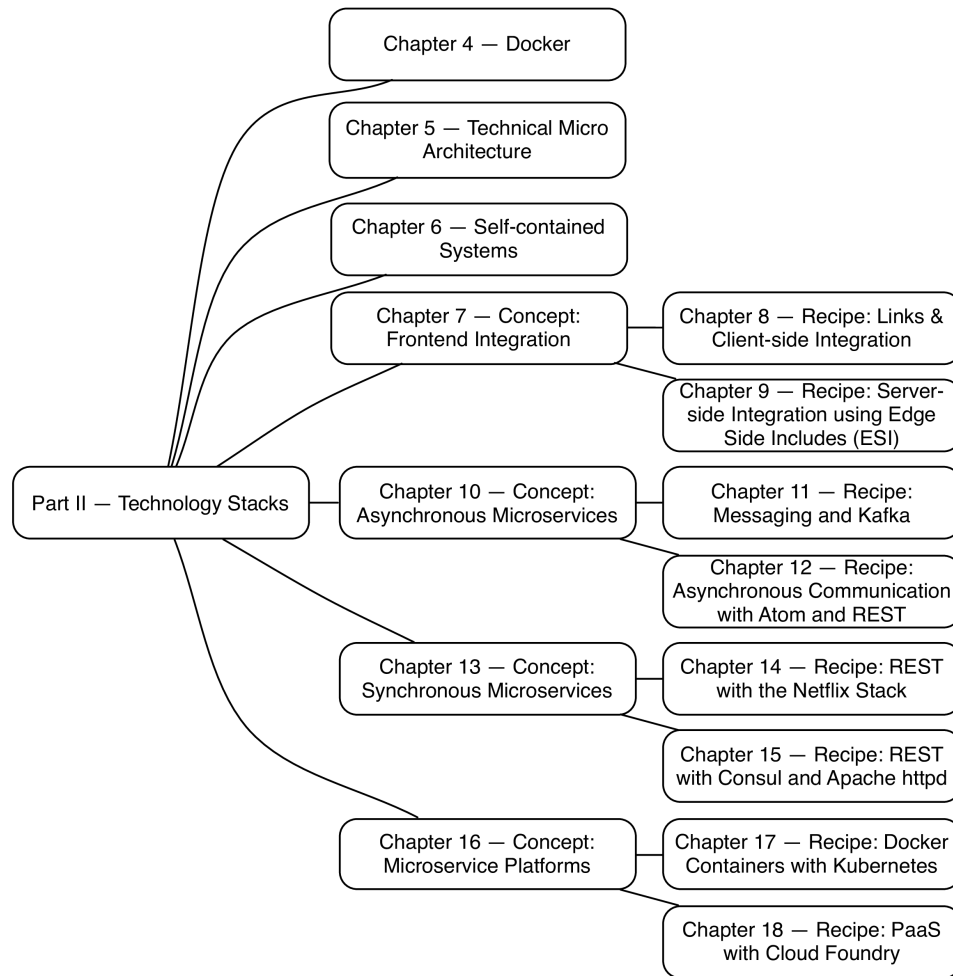 Chapter 4 — Docker
Chapter 5 — Technical Micro
Architecture
Chapter 6 — Self-contained
Systems
Chapter 7 — Concept:
Frontend Integration
Chapter 8 — Recipe: Links &
Client-side Integration
Chapter 9 — Recipe: Server-
side Integration using Edge
Side Includes (ESI)
Part II — Technology Stacks
Chapter 10 — Concept:
Asynchronous Microservices
Chapter 11 — Recipe:
Messaging and Kafka
Chapter 12 — Recipe:
Asynchronous Communication
with Atom and REST
Chapter 13 — Concept:
Synchronous Microservices
Chapter 14 — Recipe: REST
with the Netflix Stack
Chapter 15 — Recipe: REST
with Consul and Apache httpd
Chapter 16 — Concept:
Microservice Platforms
Chapter 17 — Recipe: Docker
Containers with Kubernetes
Chapter 18 — Recipe: PaaS
with Cloud Foundry